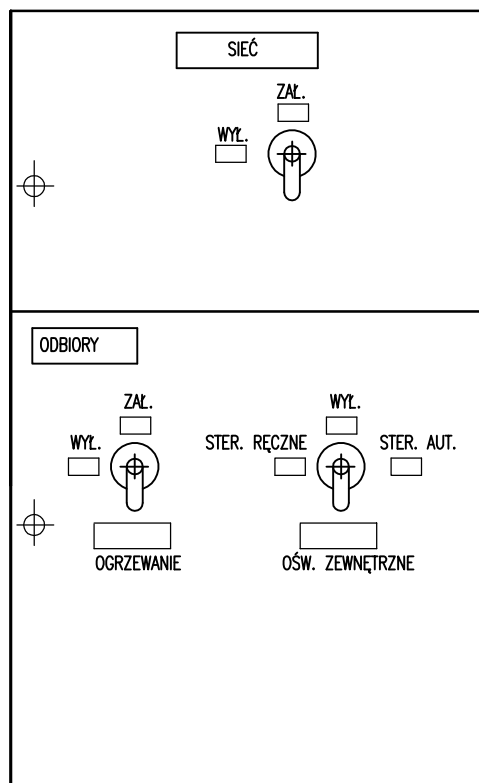 SIEĆ
ZAŁ.
WYŁ.
ODBIORY
ZAŁ.
WYŁ.
WYŁ.
STER. RĘCZNE
STER. AUT.
OGRZEWANIE
OŚW. ZEWNĘTRZNE